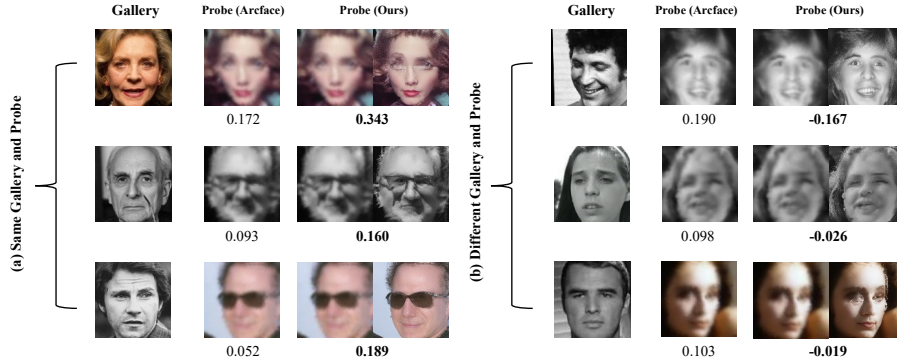 Gallery Probe (Arcface) Probe (Ours)
(a) Same Gallery and Probe
0.172 0.343
0.093 0.160
0.052 0.189
Gallery Probe (Arcface) Probe (Ours)
(b) Different Gallery and Probe
0.190 -0.167
0.098 -0.026
0.103 -0.019